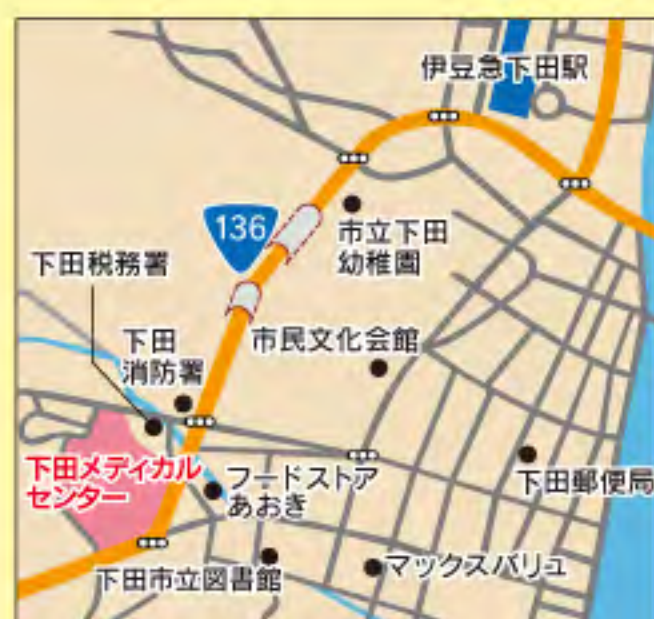 伊豆急下田駅
136
市立下田
幼稚園
下田税務署
下田
消防署
市民文化会館
下田メディカル
センター
フードストア
あおき
下田郵便局
下田市立図書館
マックスバリュ